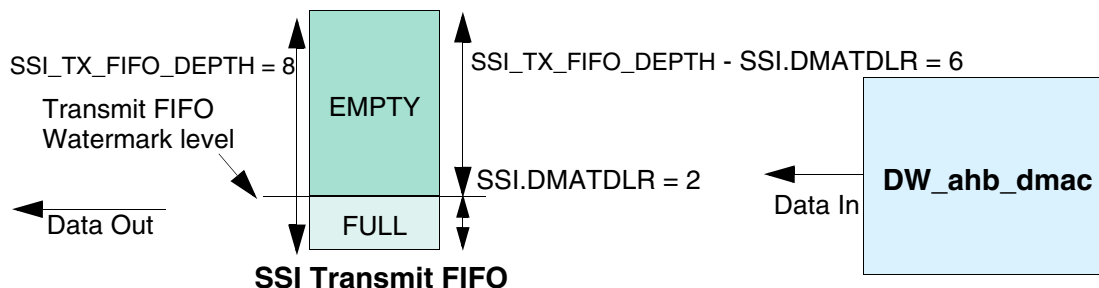 SSI_TX_FIFO_DEPTH = 8
SSI_TX_FIFO_DEPTH - SSI.DMATDLR = 6
Transmit FIFO
Watermark level
EMPTY
SSI.DMATDLR = 2
DW_ahb_dmac
Data In
Data Out
FULL
SSI Transmit FIFO